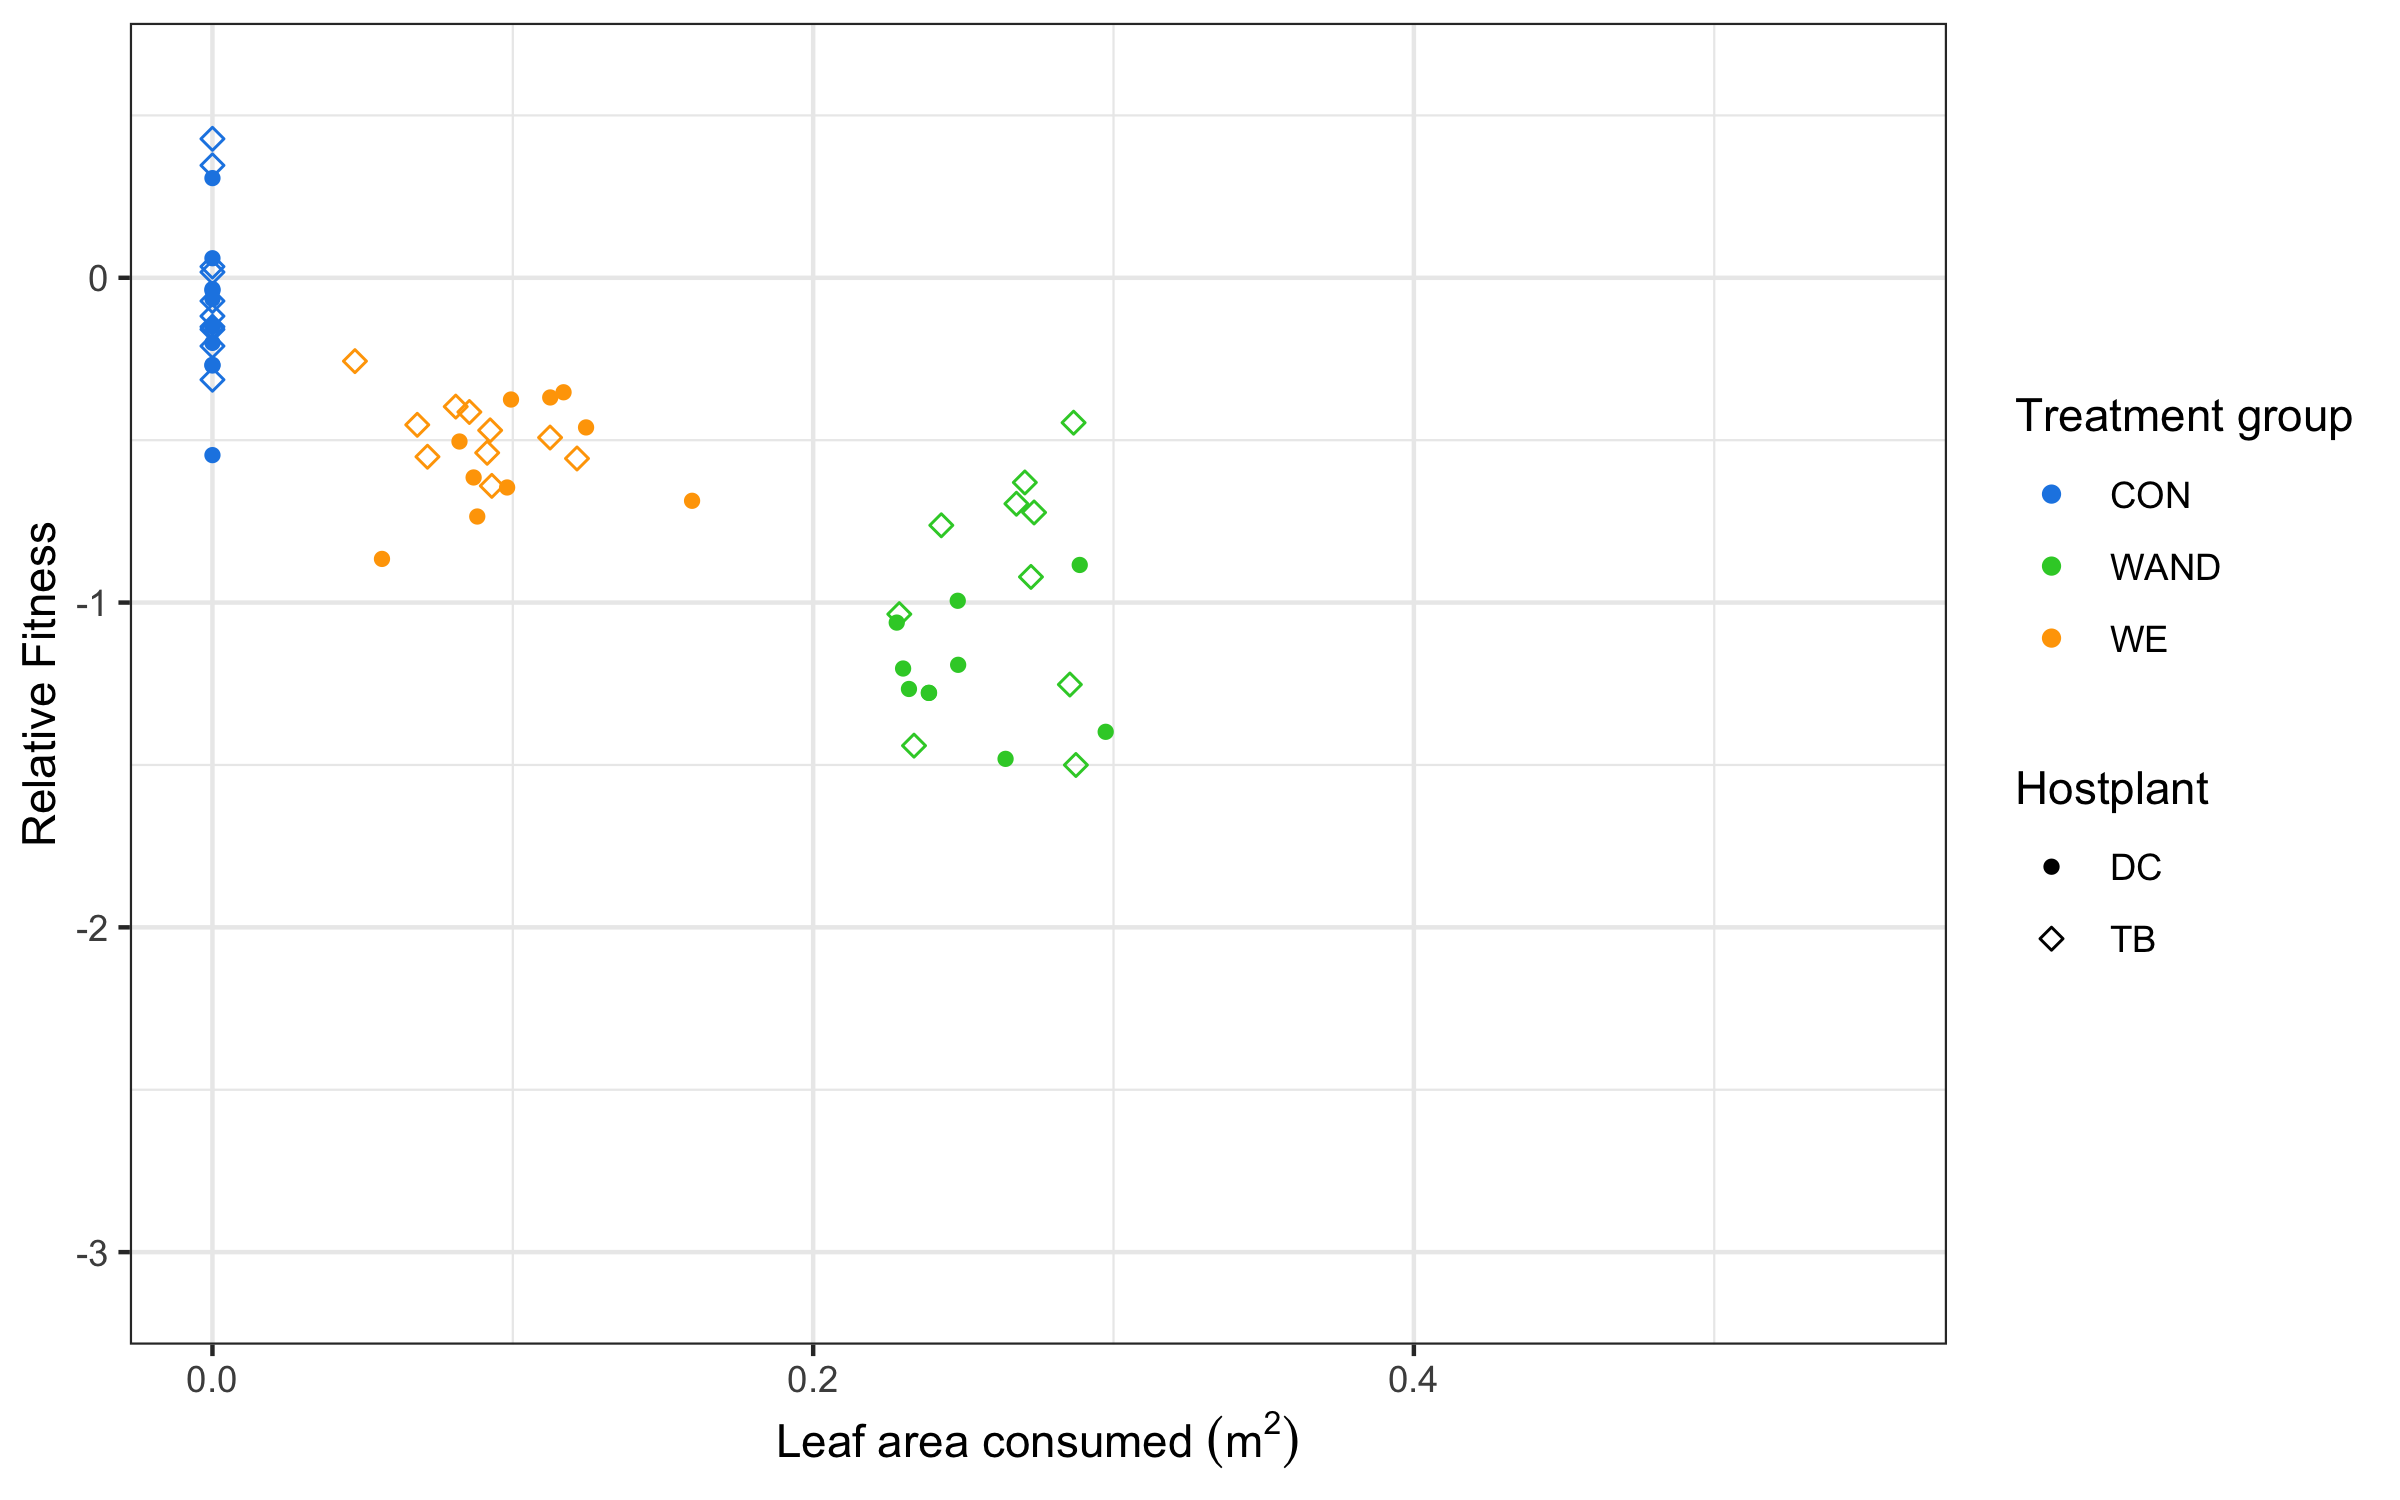 0
-1
-2
-3
Relative Fitness
0.0
0.2
0.4
Leaf area consumed (m²)
Treatment group
CON
WAND
WE
Hostplant
DC
TB